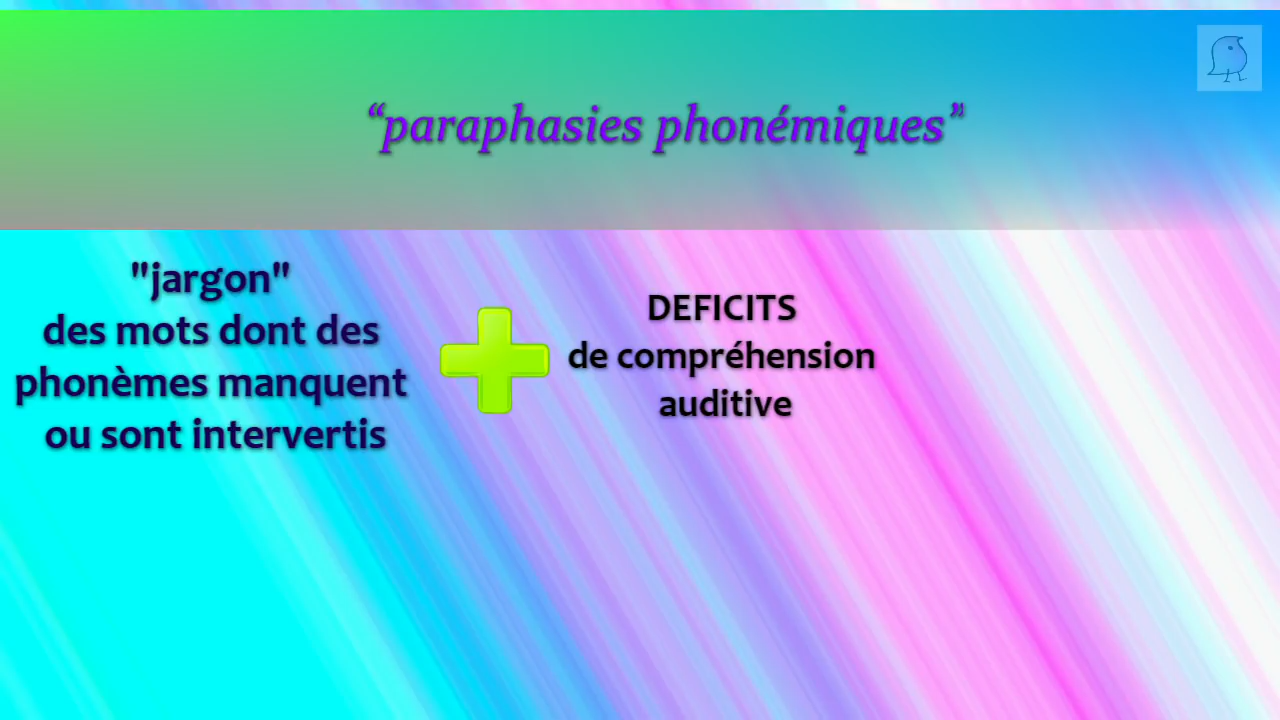 “paraphasies phonémiques”
"jargon"
des mots dont des
phonèmes manquent
ou sont intervertis
DEFICITS
de compréhension
auditive